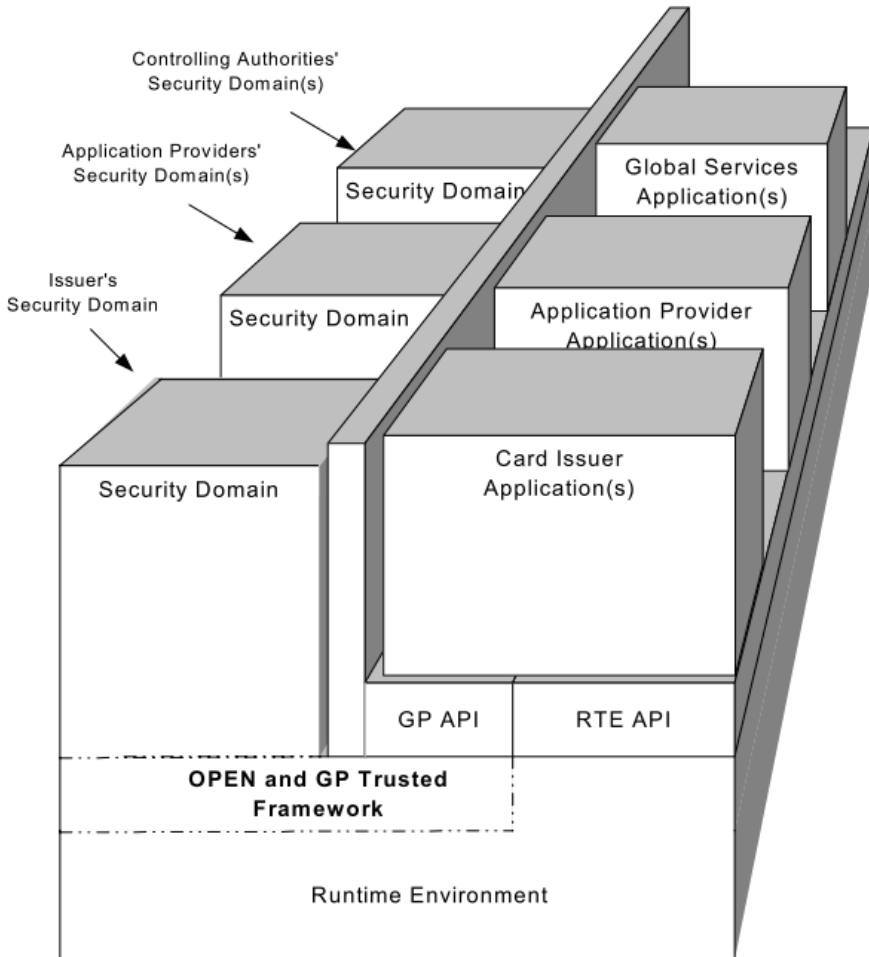 Controlling Authorities'
Security Domain(s)
Application Providers'
Security Domain(s)
Issuer's
Security Domain
Security Domain
Security Domain
Security Domain
Global Services
Application(s)
Application Provider
Application(s)
Card Issuer
Application(s)
GP API
RTE API
OPEN and GP Trusted
Framework
Runtime Environment